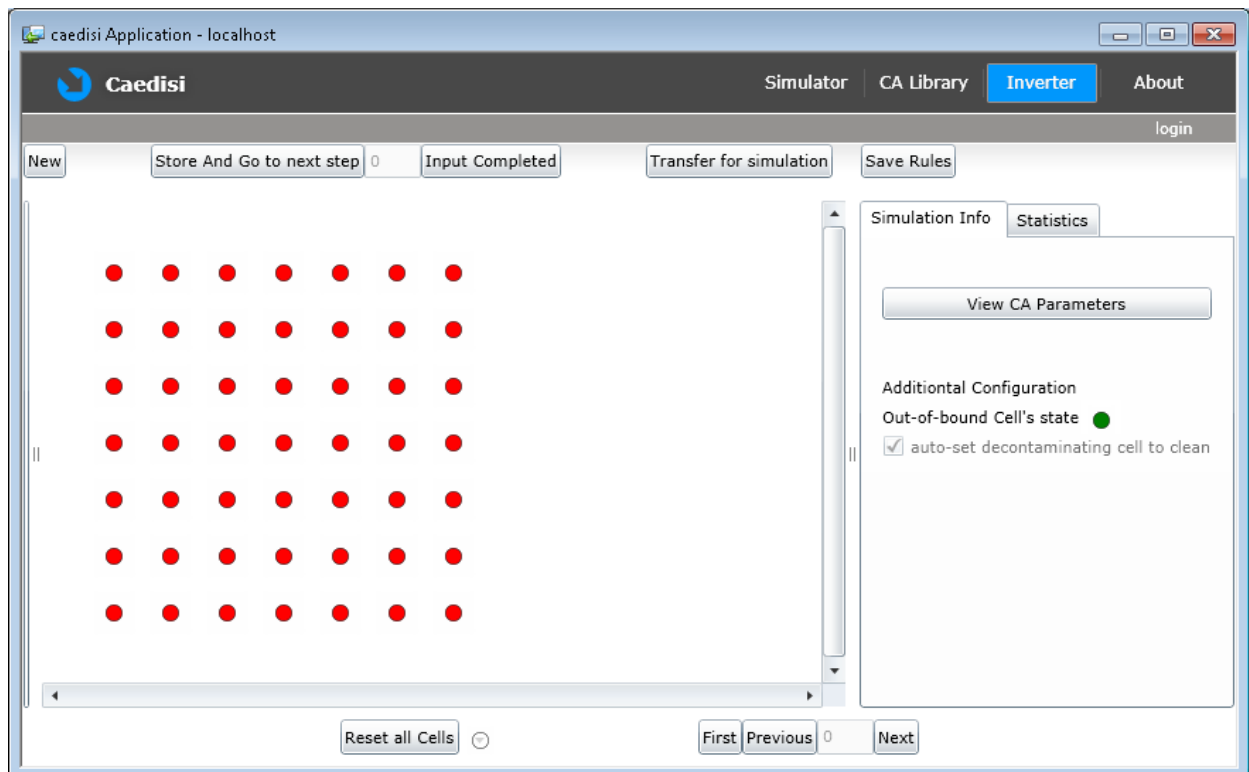 caedisi Application - localhost
Caedisi
Simulator CA Library Inverter About
login
New Store And Go to next step 0 Input Completed Transfer for simulation Save Rules
Simulation Info Statistics
View CA Parameters
Additiontal Configuration
Out-of-bound Cell's state
auto-set decontaminating cell to clean
Reset all Cells First Previous 0 Next